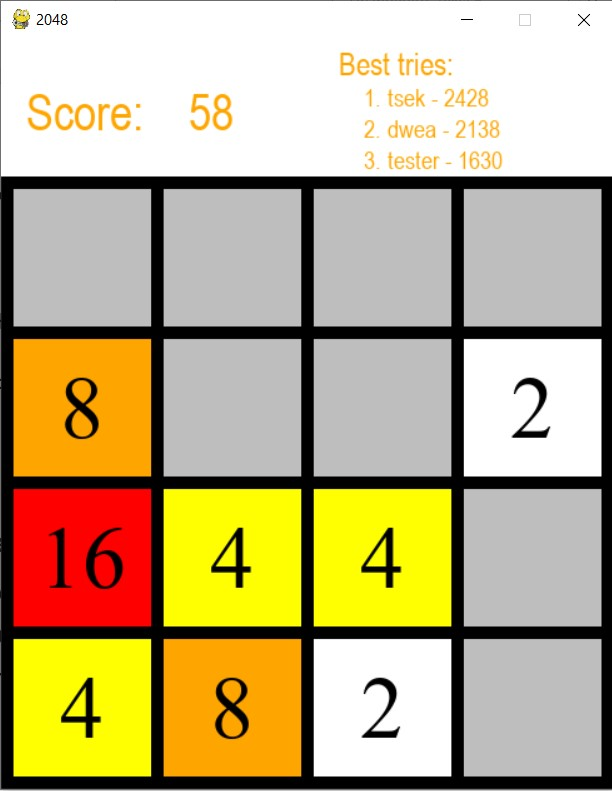 2048
Score: 58
Best tries:
1. tsek - 2428
2. dwea - 2138
3. tester - 1630
8 2
16 4 4
4 8 2